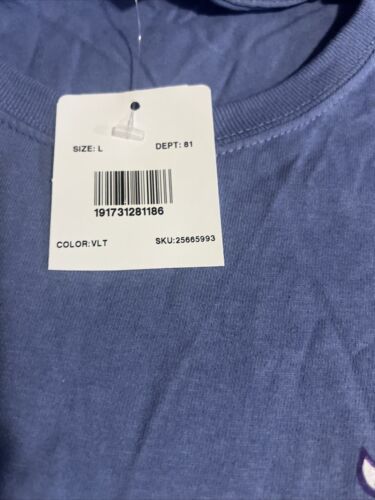 SIZE: L DEPT: 81
191731281186
COLOR:VLT SKU:25665993